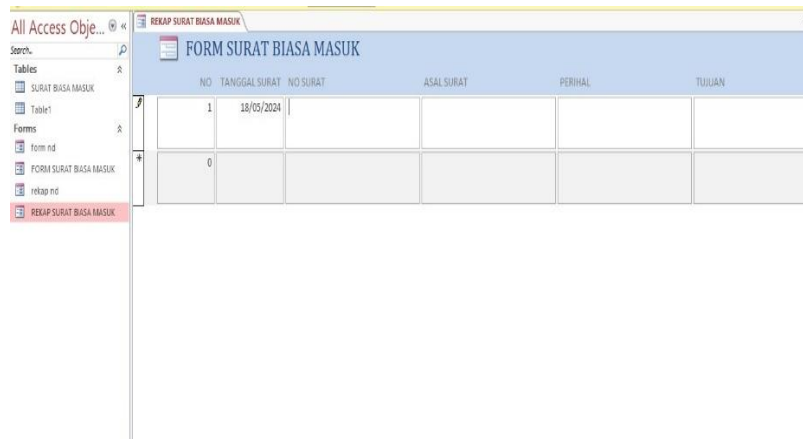 All Access Obje...
Search..
Tables
SURAT BIASA MASUK
Table1
Forms
form nd
FORM SURAT BIASA MASUK
rekap nd
REKAP SURAT BIASA MASUK
REKAP SURAT BIASA MASUK
FORM SURAT BIASA MASUK
NO TANGGAL SURAT NO SURAT ASAL SURAT PERIHAL TUJUAN
1 18/05/2024
0